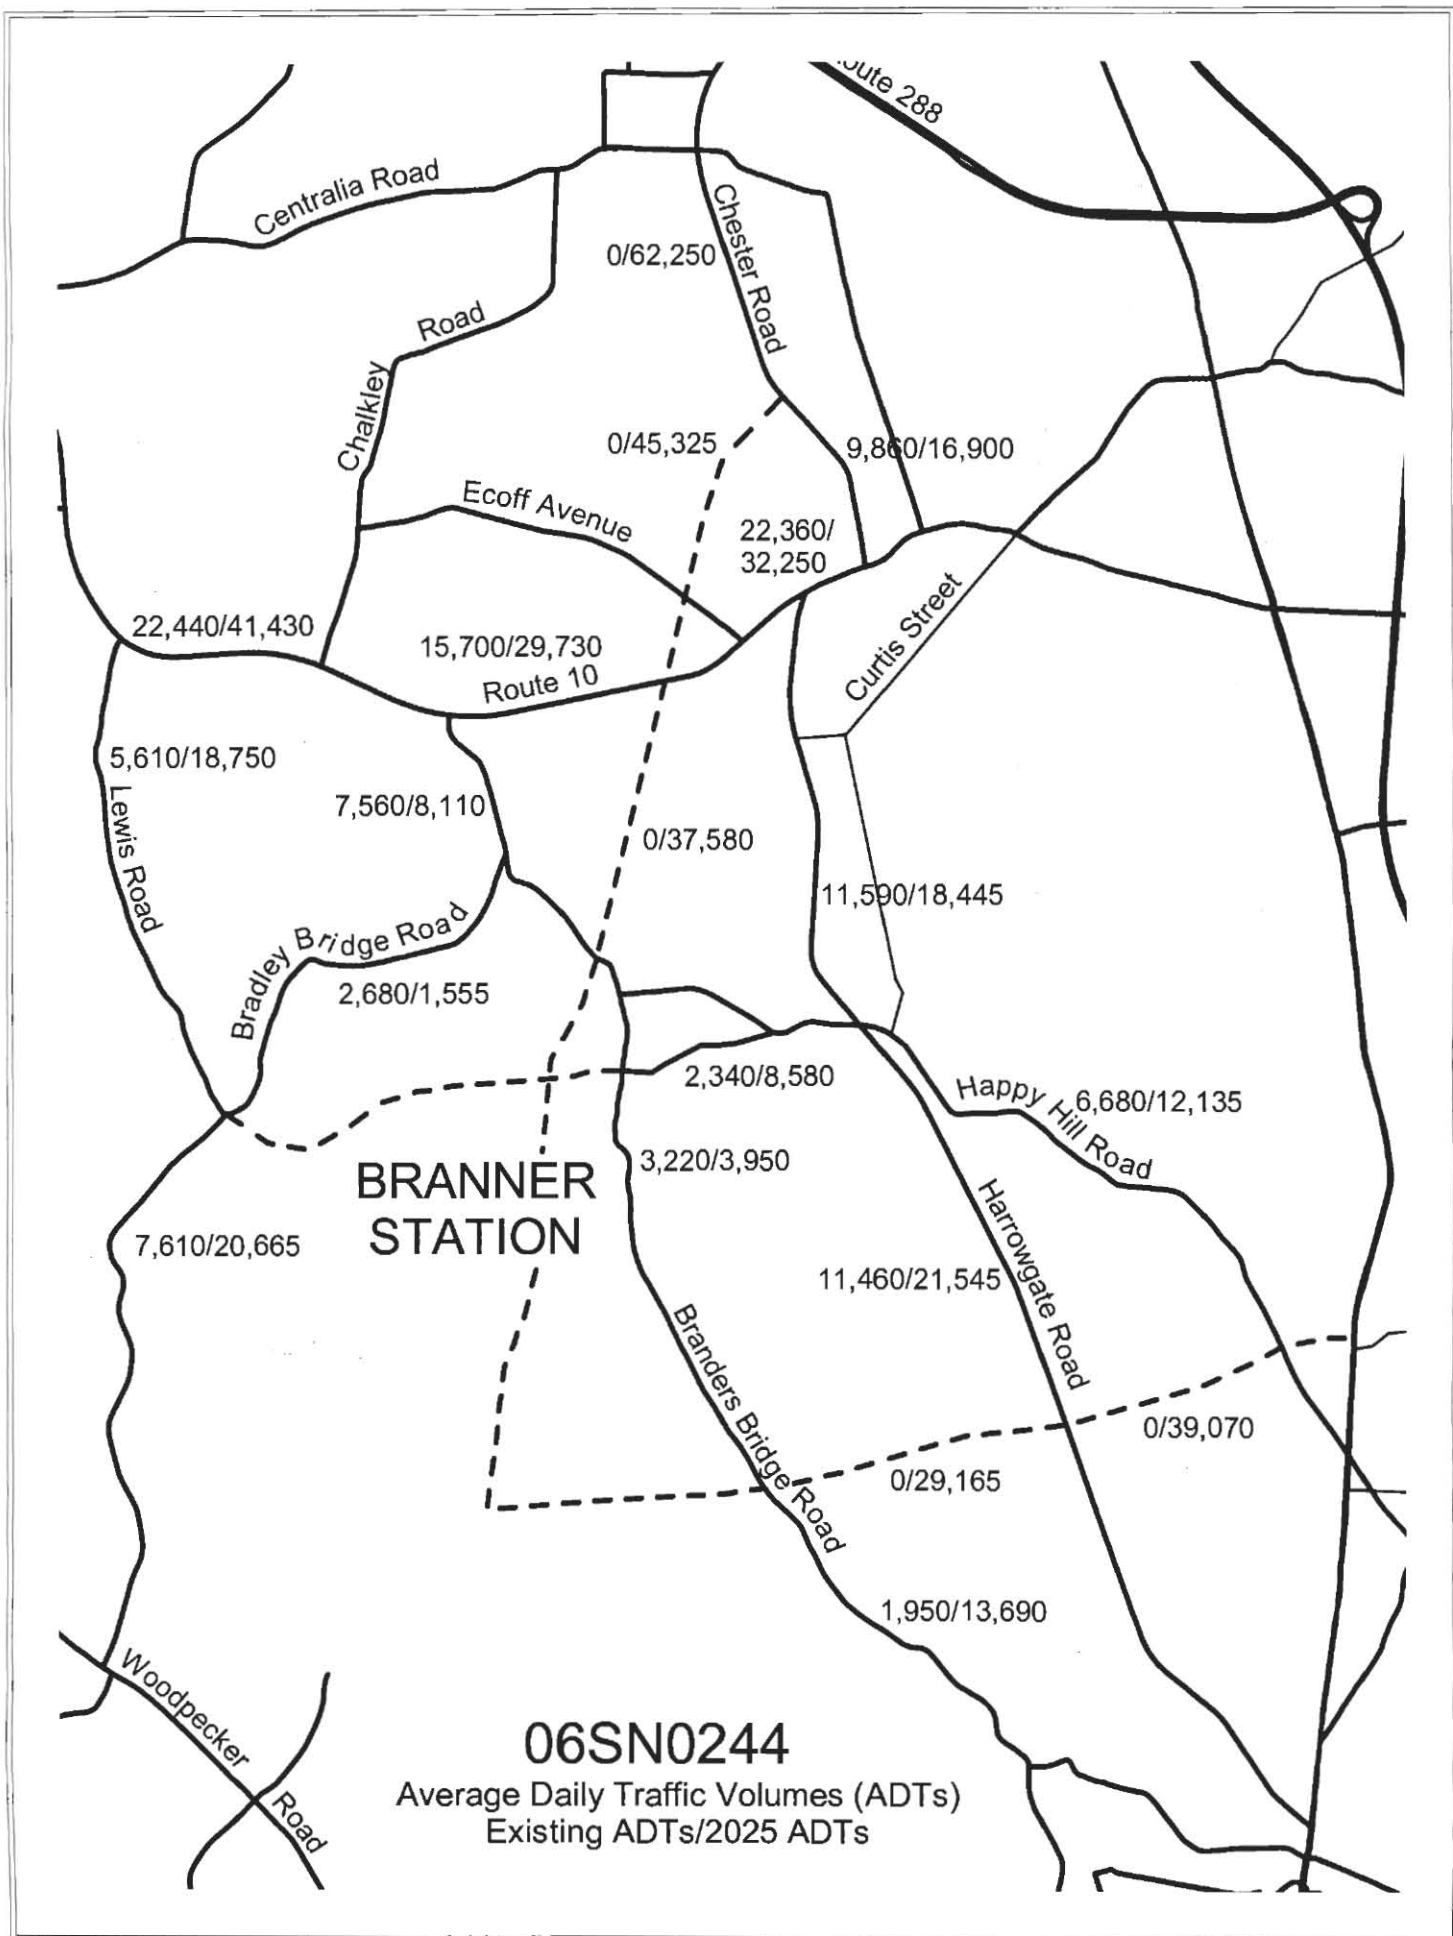 Route 288
Centralia Road
Chester Road
0/62,250
Chalkley Road
0/45,325
9,860/16,900
Ecoff Avenue
22,360/
32,250
22,440/41,430
15,700/29,730
Route 10
Curtis Street
5,610/18,750
7,560/8,110
Lewis Road
0/37,580
11,590/18,445
Bradley Bridge Road
2,680/1,555
2,340/8,580
Happy Hill Road
6,680/12,135
3,220/3,950
BRANNER
STATION
7,610/20,665
Harrowgate Road
11,460/21,545
Branders Bridge Road
0/39,070
0/29,165
1,950/13,690
Woodpecker Road
06SN0244
Average Daily Traffic Volumes (ADTs)
Existing ADTs/2025 ADTs